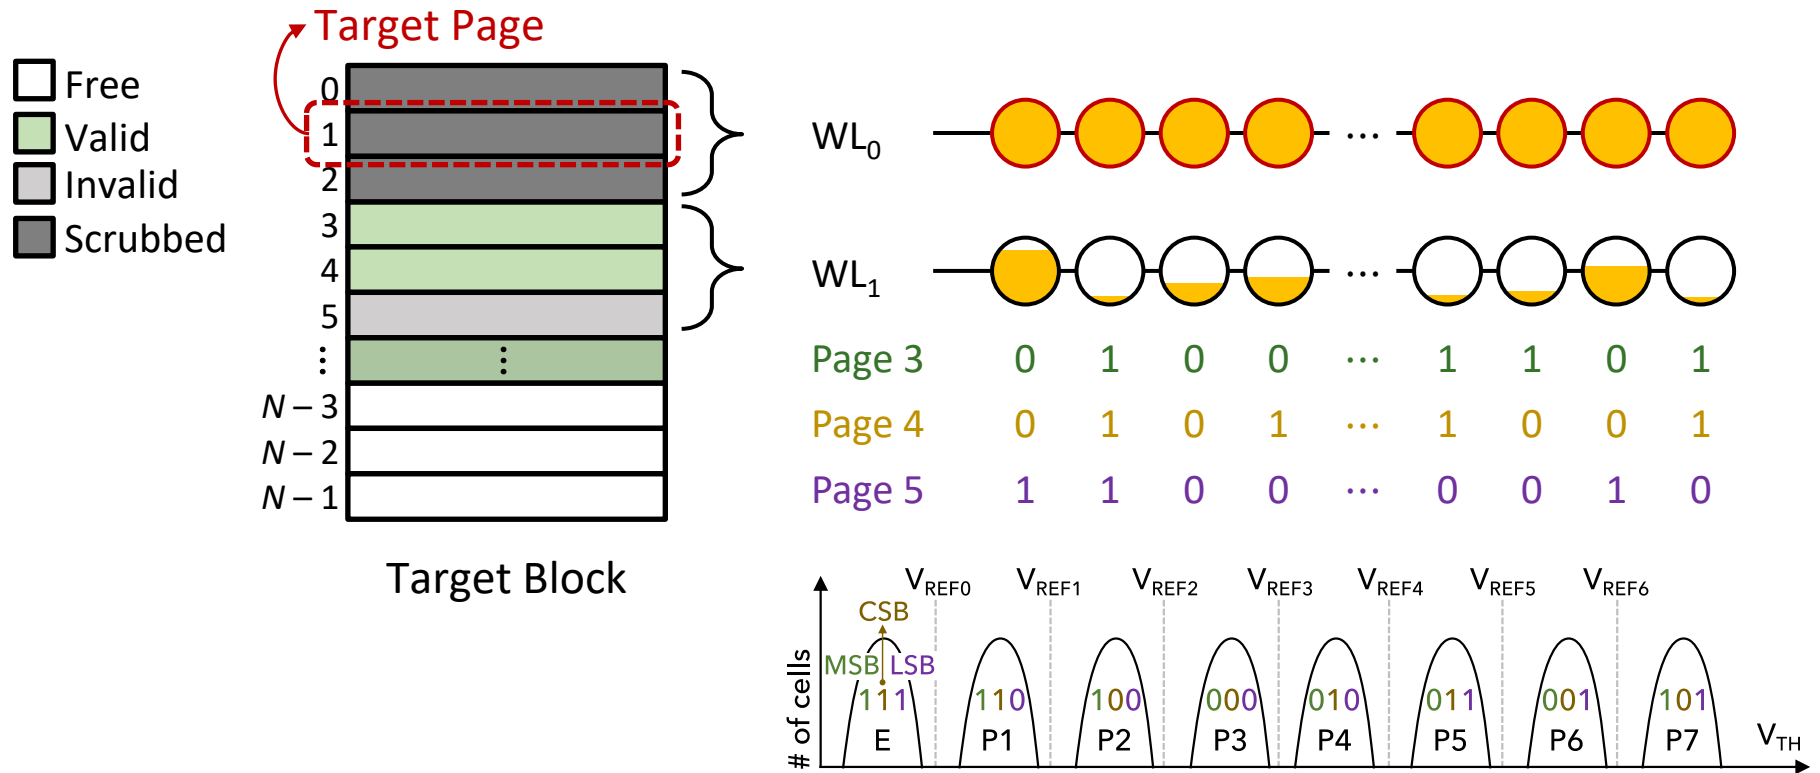 Target Page
Free
Valid
Invalid
Scrubbed
0
1
2
3
4
5
⋮ ⋮
N – 3
N – 2
N – 1
Target Block
WL0 ...
WL1 ...
Page 3 0 1 0 0 ... 1 1 0 1
Page 4 0 1 0 1 ... 1 0 0 1
Page 5 1 1 0 0 ... 0 0 1 0
# of cells
VREF0 VREF1 VREF2 VREF3 VREF4 VREF5 VREF6
CSB
MSB LSB
111 110 100 000 010 011 001 101
E P1 P2 P3 P4 P5 P6 P7
VTH